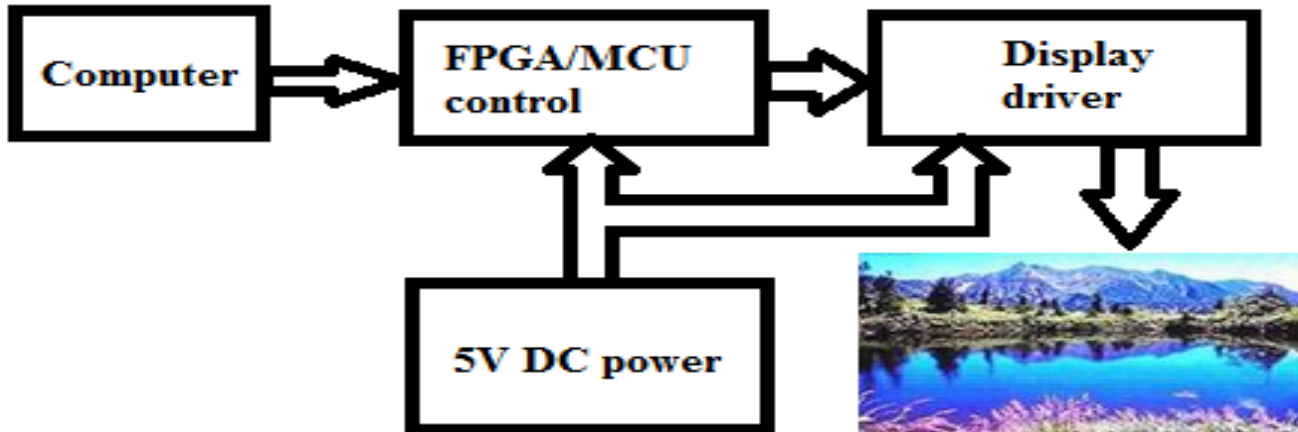 Computer
FPGA/MCU
control
Display
driver
5V DC power